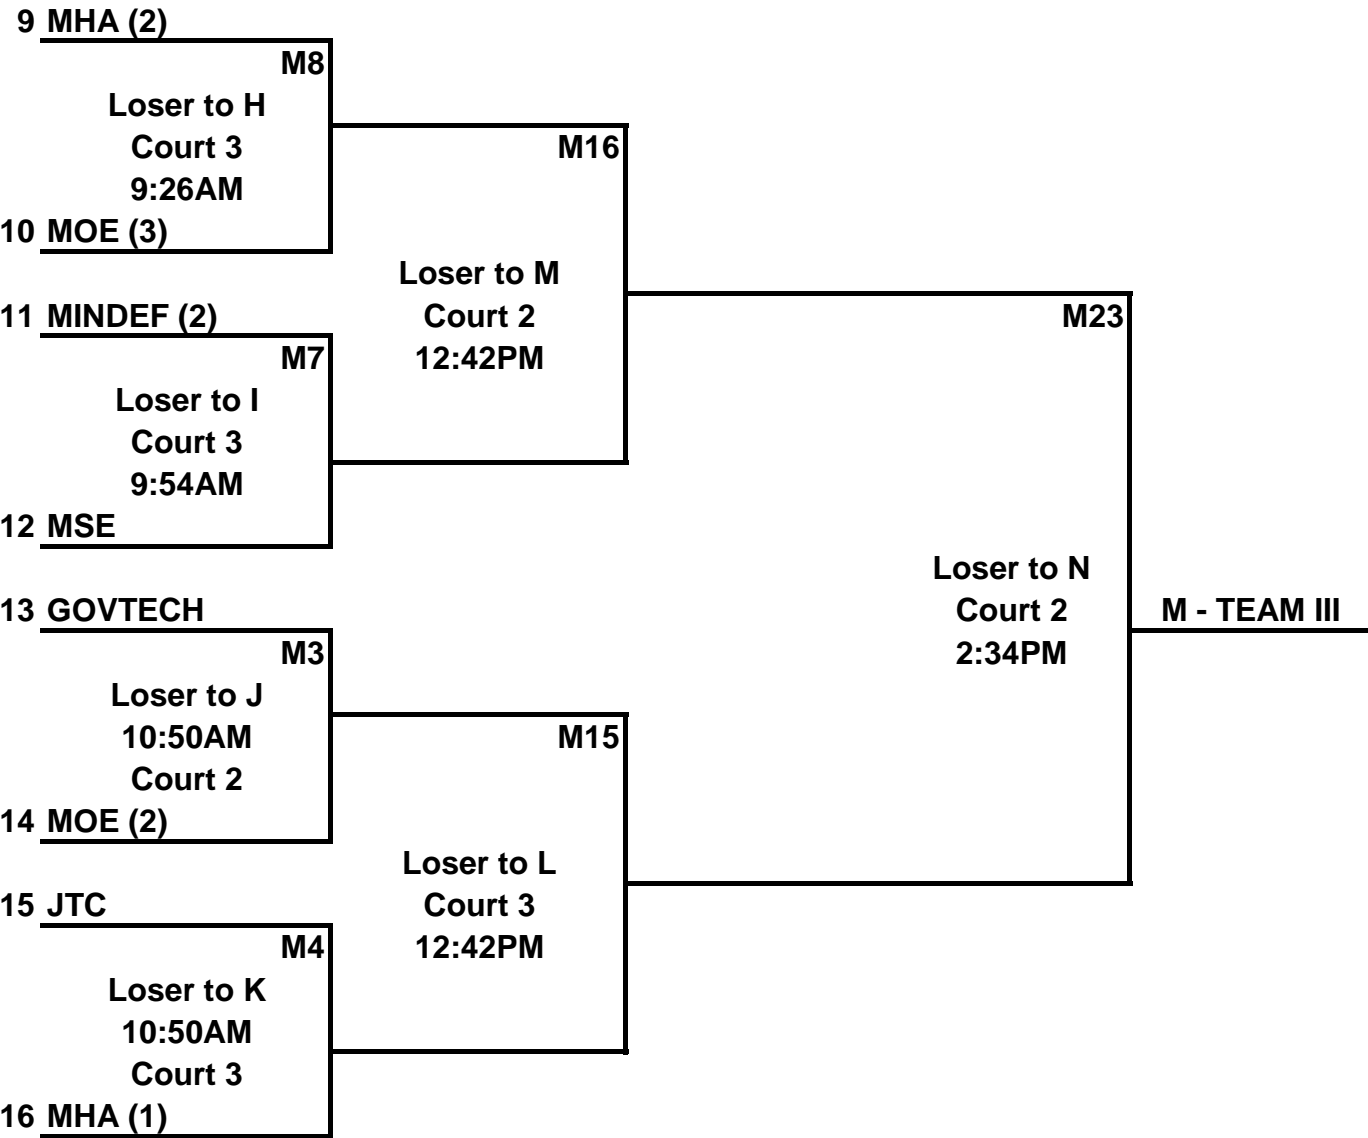 9 MHA (2)
M8
Loser to H
Court 3
9:26AM
10 MOE (3)
M16
Loser to M
Court 2
12:42PM
11 MINDEF (2)
M7
Loser to I
Court 3
9:54AM
12 MSE
M23
Loser to N
Court 2
2:34PM
M - TEAM III
13 GOVTECH
M3
Loser to J
10:50AM
Court 2
14 MOE (2)
M15
Loser to L
Court 3
12:42PM
15 JTC
M4
Loser to K
10:50AM
Court 3
16 MHA (1)